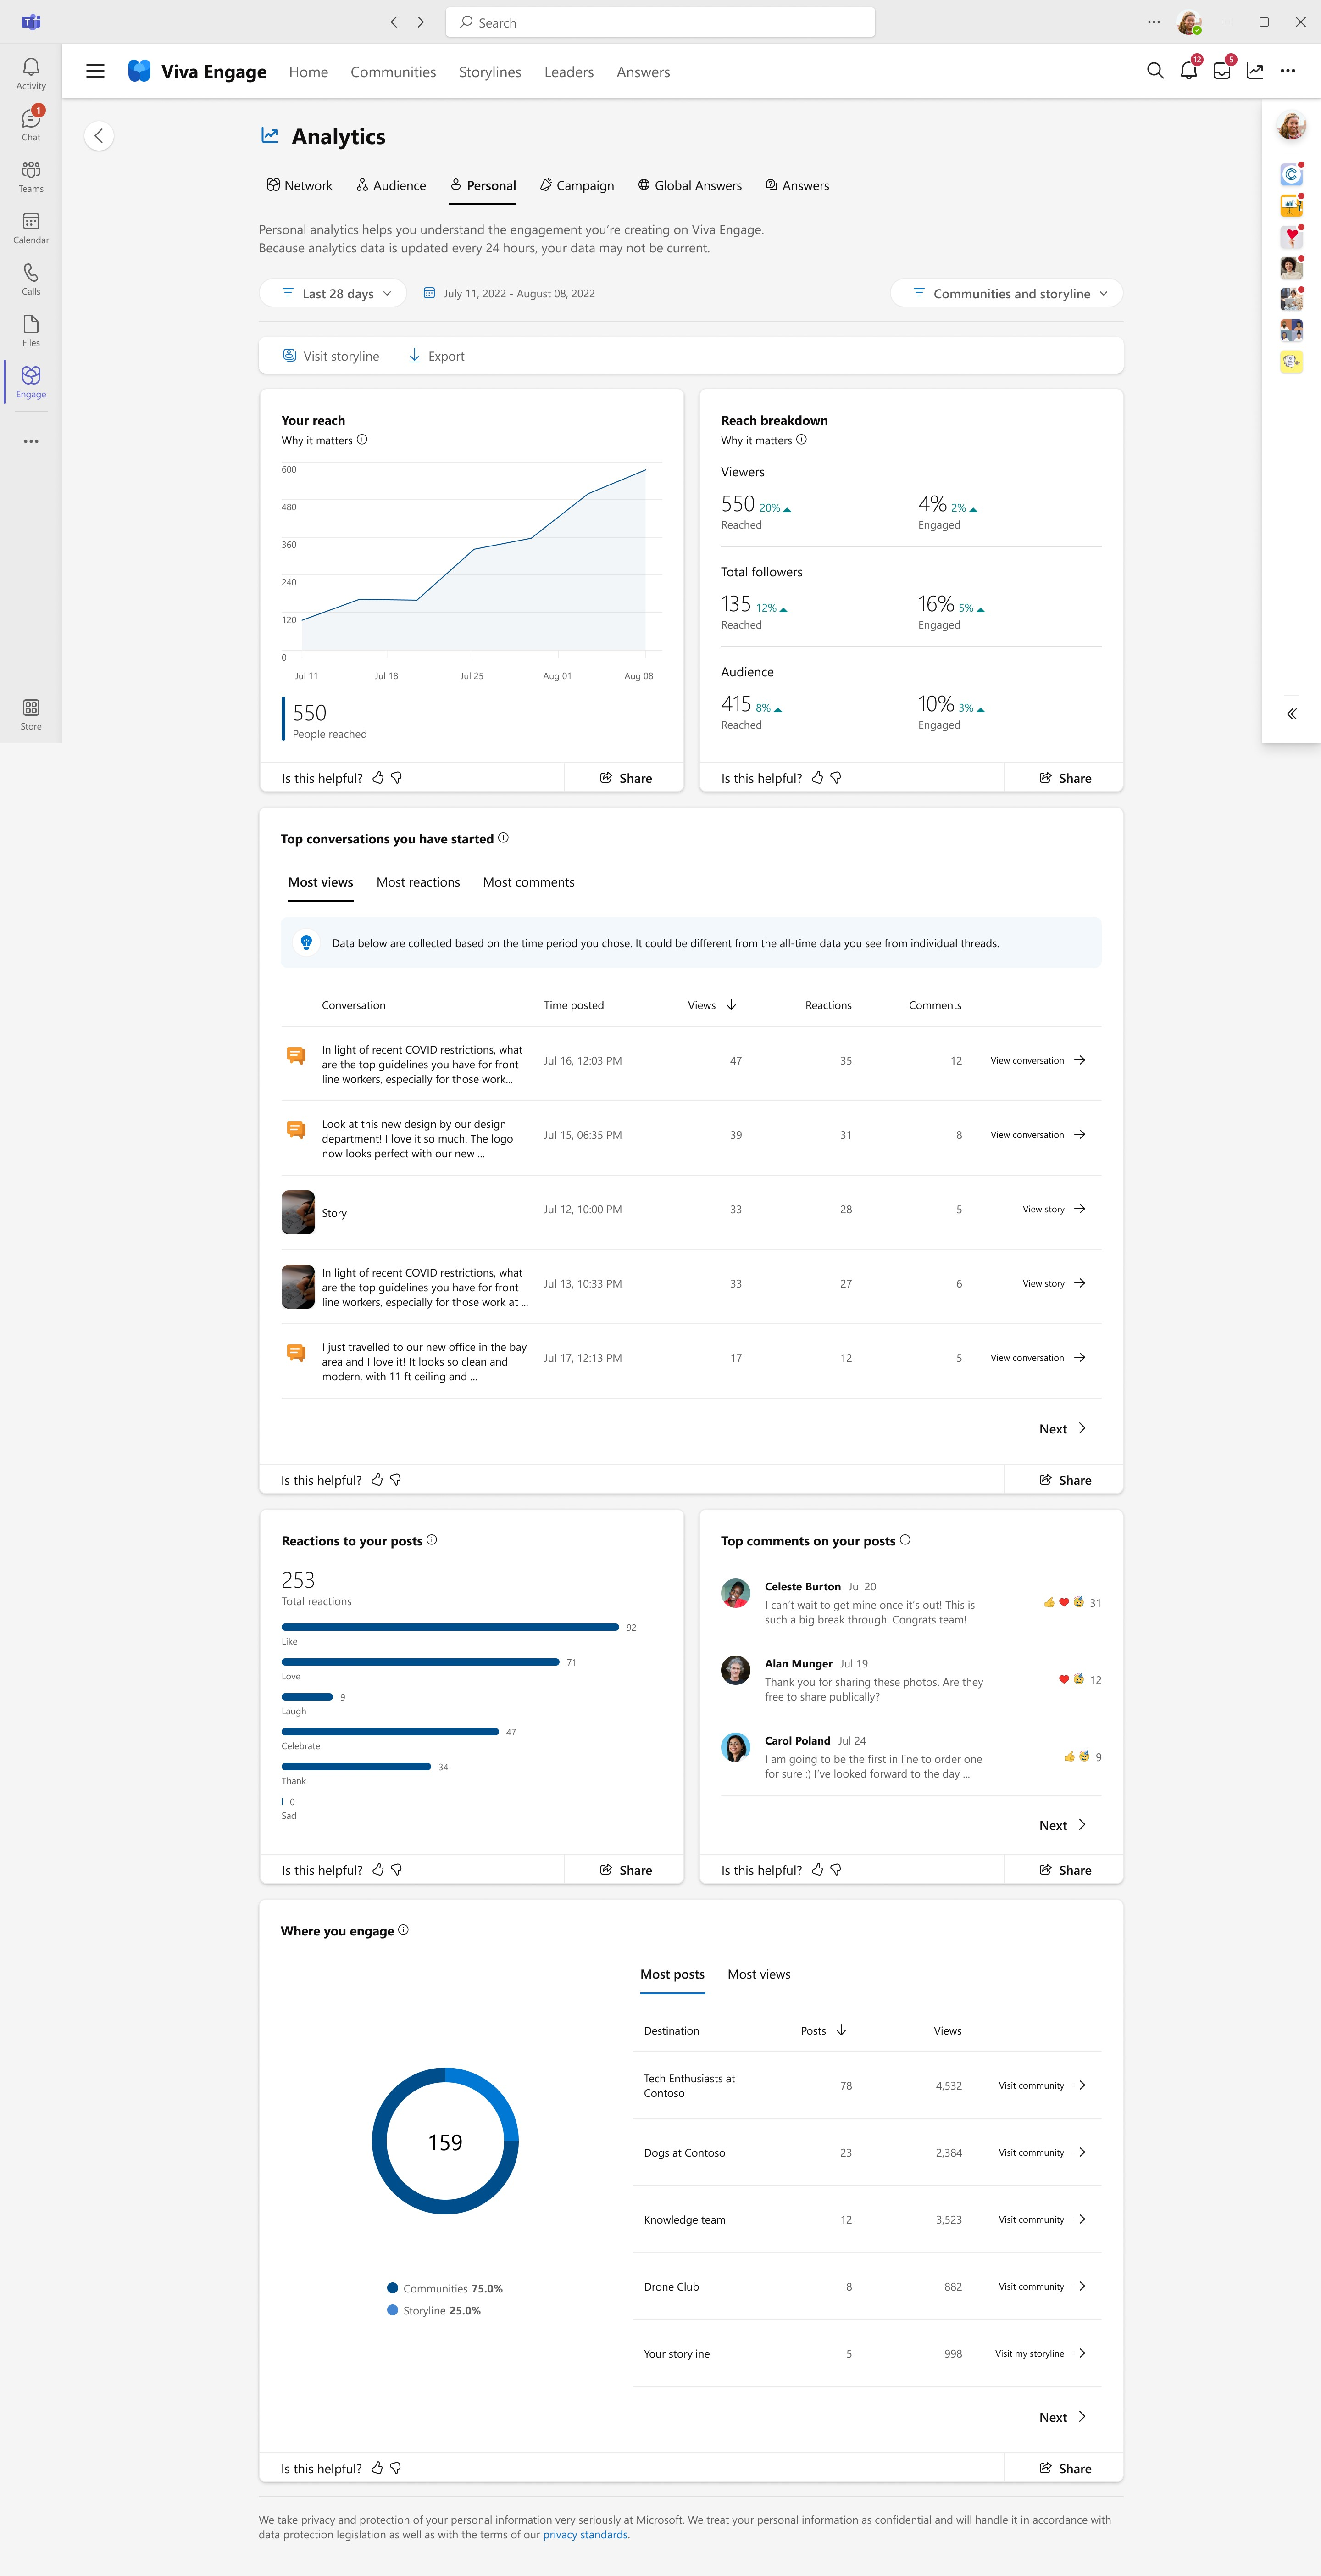 Search
Activity
1
Chat
Teams
Calendar
Calls
Files
Engage
Store
Viva Engage
Home
Communities
Storylines
Leaders
Answers
12
5
Analytics
Network
Audience
Personal
Campaign
Global Answers
Answers
Personal analytics helps you understand the engagement you're creating on Viva Engage.
Because analytics data is updated every 24 hours, your data may not be current.
Last 28 days
July 11, 2022 - August 08, 2022
Communities and storyline
Visit storyline
Export
Your reach
Why it matters
600
480
360
240
120
0
Jul 11
Jul 18
Jul 25
Aug 01
Aug 08
550
People reached
Is this helpful?
Share
Reach breakdown
Why it matters
Viewers
550 20%
Reached
4% 2%
Engaged
Total followers
135 12%
Reached
16% 5%
Engaged
Audience
415 8%
Reached
10% 3%
Engaged
Is this helpful?
Share
Top conversations you have started
Most views
Most reactions
Most comments
Data below are collected based on the time period you chose. It could be different from the all-time data you see from individual threads.
Conversation
Time posted
Views
Reactions
Comments
In light of recent COVID restrictions, what
are the top guidelines you have for front
line workers, especially for those work...
Jul 16, 12:03 PM
47
35
12
View conversation
Look at this new design by our design
department! I love it so much. The logo
now looks perfect with our new ...
Jul 15, 06:35 PM
39
31
8
View conversation
Story
Jul 12, 10:00 PM
33
28
5
View story
In light of recent COVID restrictions, what
are the top guidelines you have for front
line workers, especially for those work at ...
Jul 13, 10:33 PM
33
27
6
View story
I just travelled to our new office in the bay
area and I love it! It looks so clean and
modern, with 11 ft ceiling and ...
Jul 17, 12:13 PM
17
12
5
View conversation
Next
Is this helpful?
Share
Reactions to your posts
253
Total reactions
92
Like
71
Love
9
Laugh
47
Celebrate
34
Thank
0
Sad
Is this helpful?
Share
Top comments on your posts
Celeste Burton Jul 20
I can't wait to get mine once it's out! This is
such a big break through. Congrats team!
31
Alan Munger Jul 19
Thank you for sharing these photos. Are they
free to share publically?
12
Carol Poland Jul 24
I am going to be the first in line to order one
for sure :) I've looked forward to the day ...
9
Next
Is this helpful?
Share
Where you engage
159
Communities 75.0%
Storyline 25.0%
Most posts
Most views
Destination
Posts
Views
Tech Enthusiasts at
Contoso
78
4,532
Visit community
Dogs at Contoso
23
2,384
Visit community
Knowledge team
12
3,523
Visit community
Drone Club
8
882
Visit community
Your storyline
5
998
Visit my storyline
Next
Is this helpful?
Share
We take privacy and protection of your personal information very seriously at Microsoft. We treat your personal information as confidential and will handle it in accordance with
data protection legislation as well as with the terms of our privacy standards.